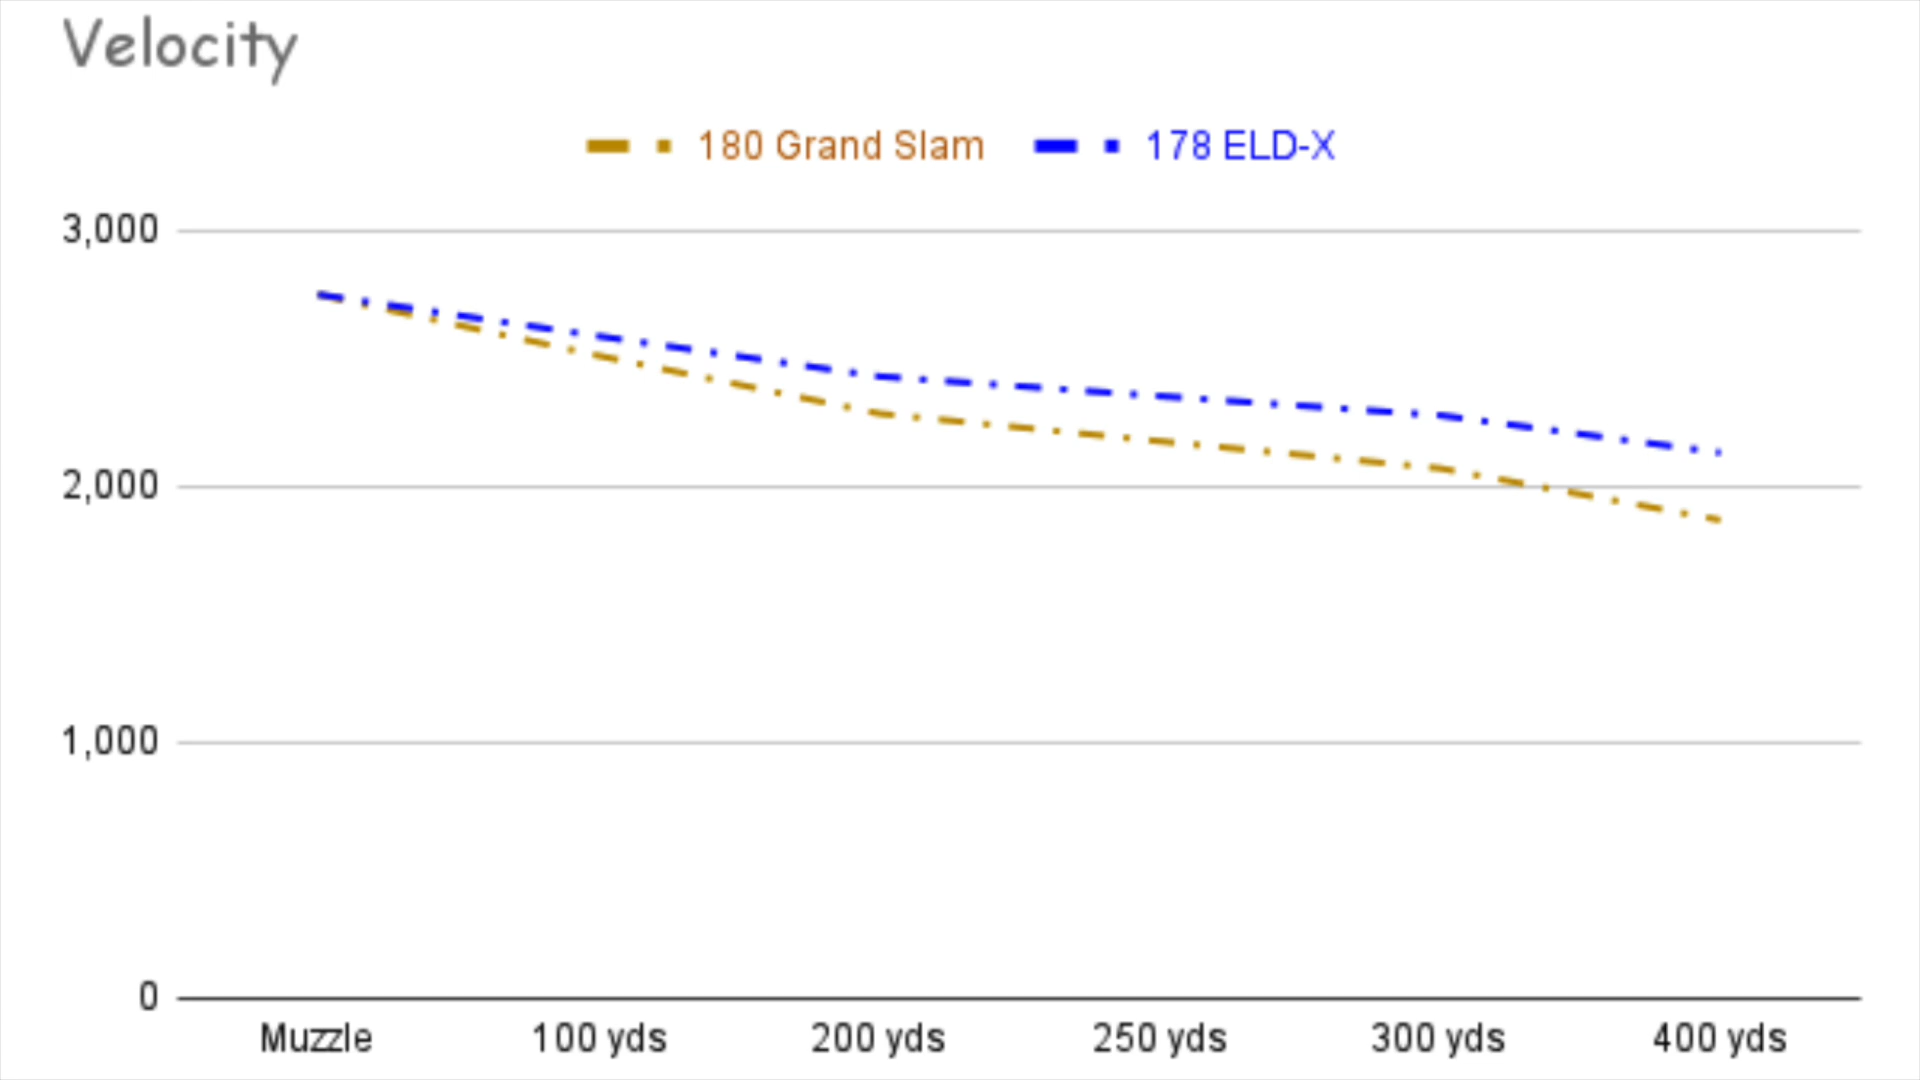 Velocity
180 Grand Slam 178 ELD-X
3,000
2,000
1,000
0
Muzzle 100 yds 200 yds 250 yds 300 yds 400 yds